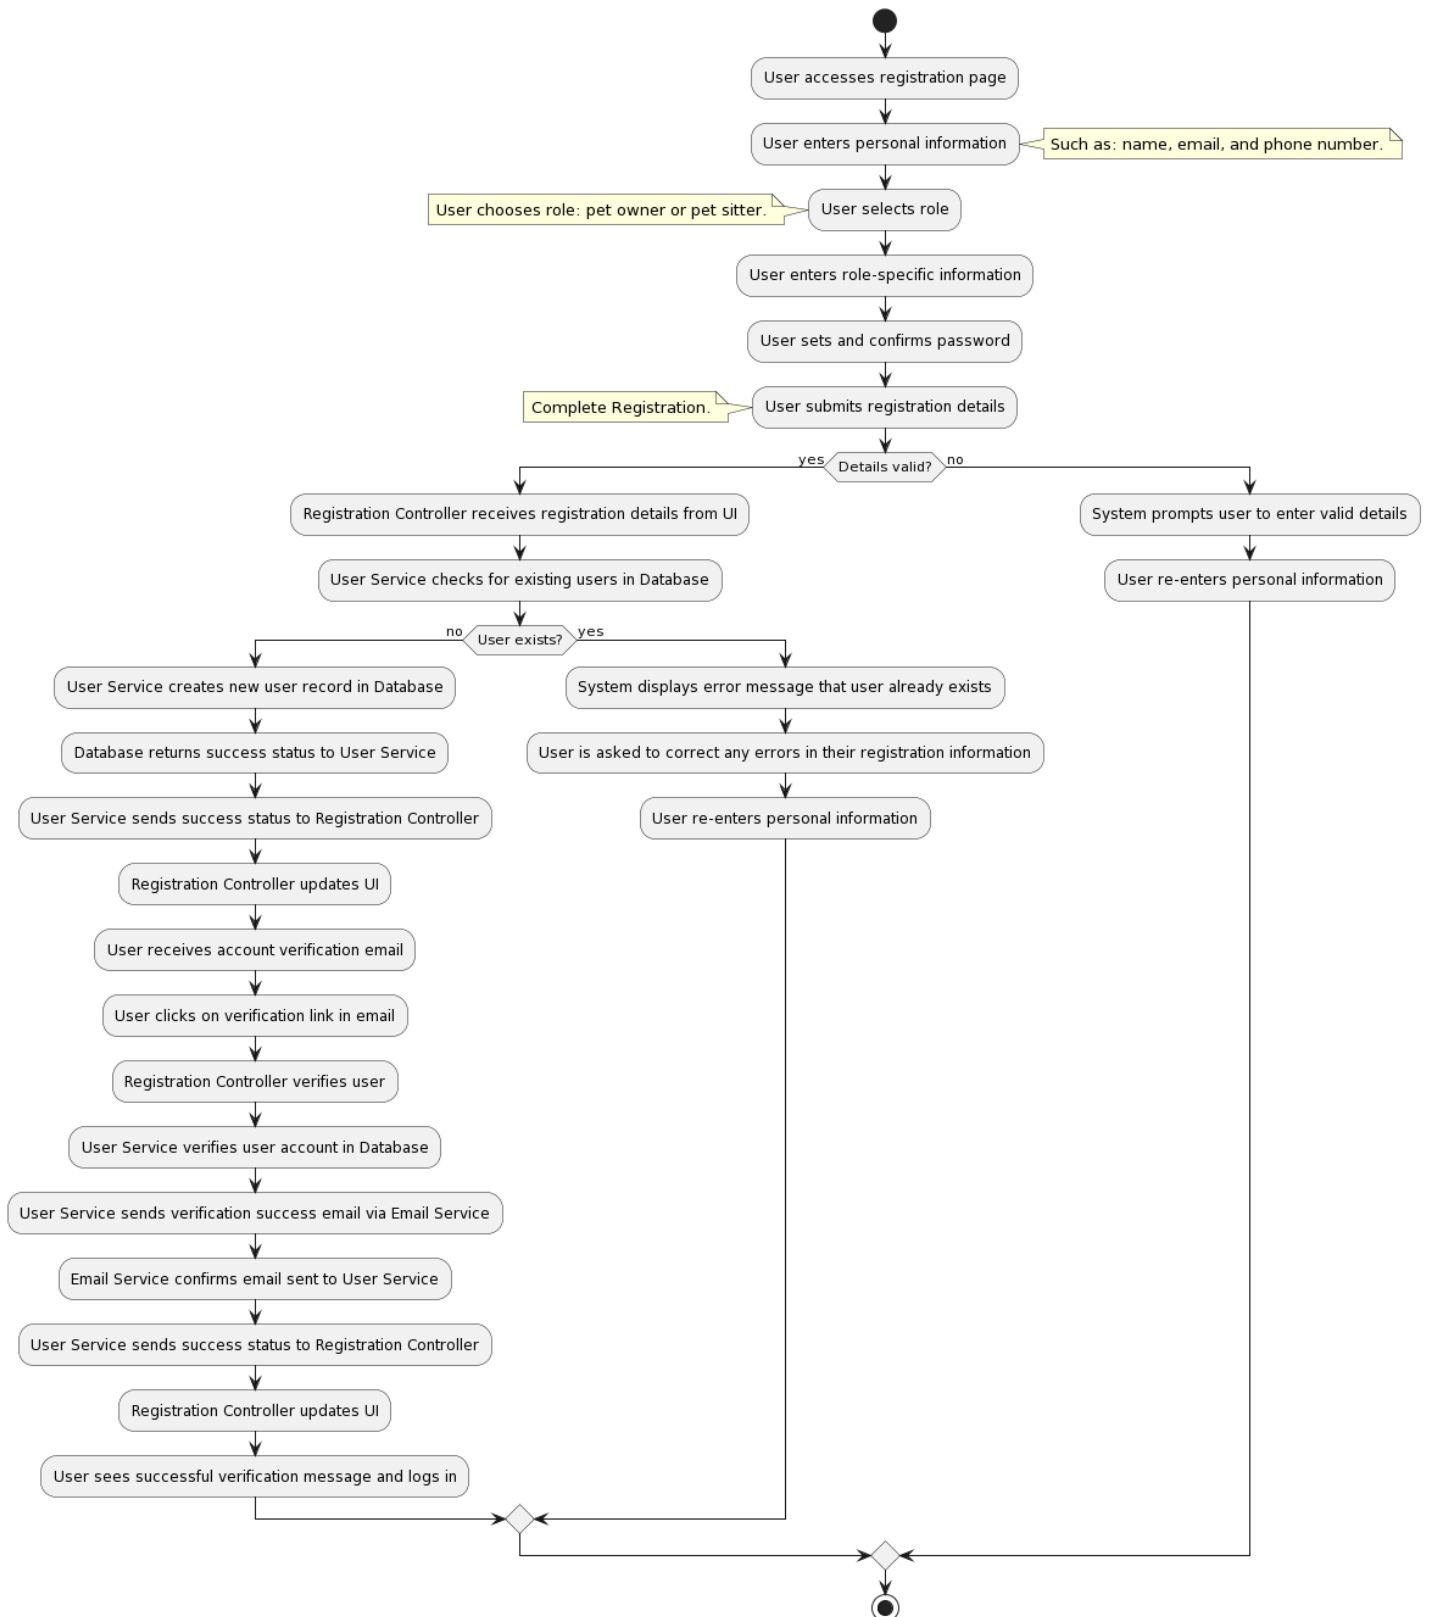 User accesses registration page
User enters personal information
Such as: name, email, and phone number.
User chooses role: pet owner or pet sitter.
User selects role
User enters role-specific information
User sets and confirms password
Complete Registration.
User submits registration details
yes
Details valid?
no
Registration Controller receives registration details from UI
System prompts user to enter valid details
User Service checks for existing users in Database
User re-enters personal information
no
User exists?
yes
User Service creates new user record in Database
System displays error message that user already exists
Database returns success status to User Service
User is asked to correct any errors in their registration information
User Service sends success status to Registration Controller
User re-enters personal information
Registration Controller updates UI
User receives account verification email
User clicks on verification link in email
Registration Controller verifies user
User Service verifies user account in Database
User Service sends verification success email via Email Service
Email Service confirms email sent to User Service
User Service sends success status to Registration Controller
Registration Controller updates UI
User sees successful verification message and logs in